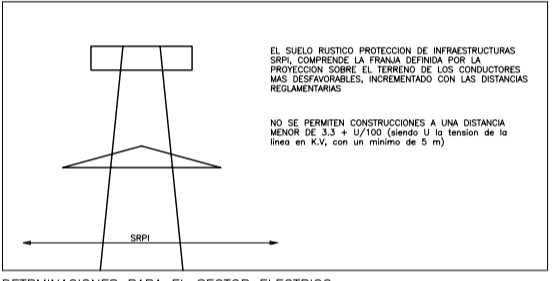 EL SUELO RUSTICO PROTECCION DE INFRAESTRUCTURAS
SRPI, COMPRENDE LA FRANJA DEFINIDA POR LA
PROYECCION SOBRE EL TERRENO DE LOS CONDUCTORES
MAS DESFAVORABLES, INCREMENTADO CON LAS DISTANCIAS
REGLAMENTARIAS
NO SE PERMITEN CONSTRUCCIONES A UNA DISTANCIA
MENOR DE 3.3 + U/100 (siendo U la tension de la
linea en K.V, con un minimo de 5 m)
SRPI